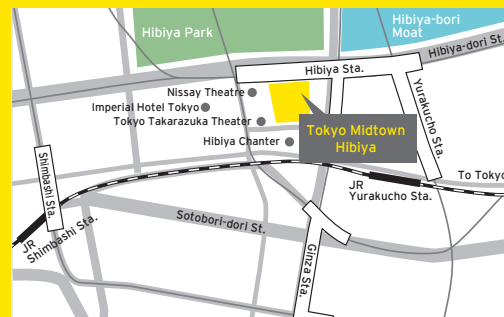 Hibiya Park
Hibiya-bori
Moat
Hibiya-dori St.
Hibiya Sta.
Nissay Theatre
Imperial Hotel Tokyo
Tokyo Takarazuka Theater
Hibiya Chanter
Tokyo Midtown
Hibiya
Yurakucho Sta.
Shimbashi Sta.
To Tokyo
JR
Yurakucho Sta.
Sotobori-dori St.
JR
Shimbashi Sta.
Ginza Sta.